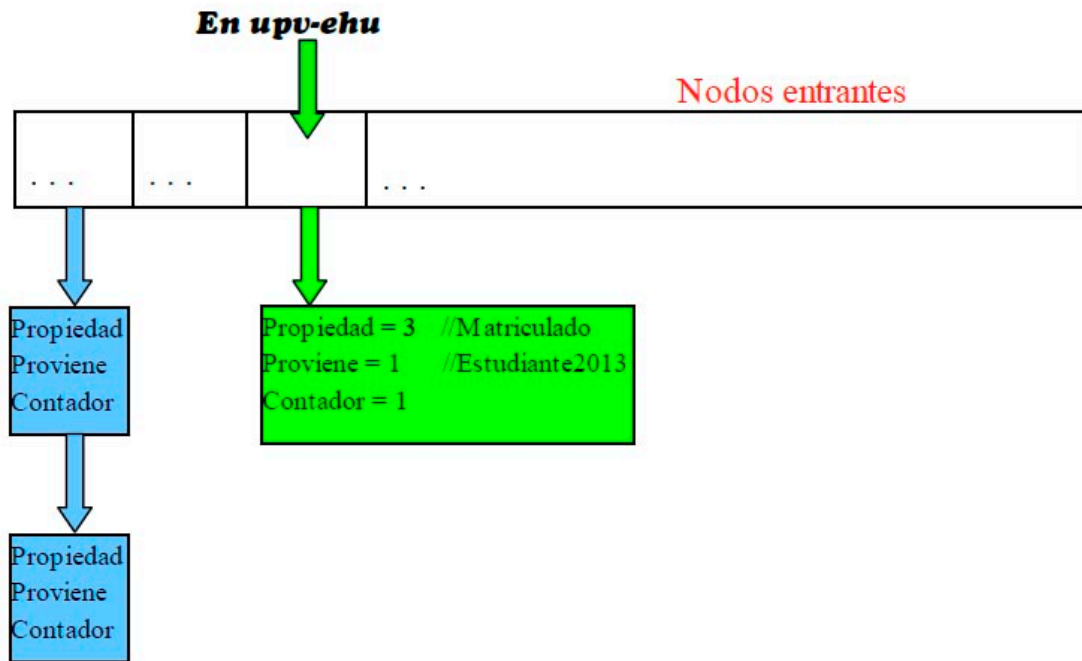 En upv-ehu
Nodos entrantes
. . . . . . . . .
Propiedad
Proviene
Contador
Propiedad = 3 //Matriculado
Proviene = 1 //Estudiante2013
Contador = 1
Propiedad
Proviene
Contador